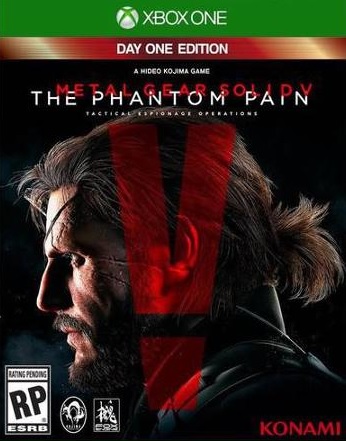 XBOX ONE
DAY ONE EDITION
A HIDEO KOJIMA GAME
METAL GEAR SOLID V
THE PHANTOM PAIN
TACTICAL ESPIONAGE OPERATIONS
V
RATING PENDING
RP
ESRB
FOX
KONAMI